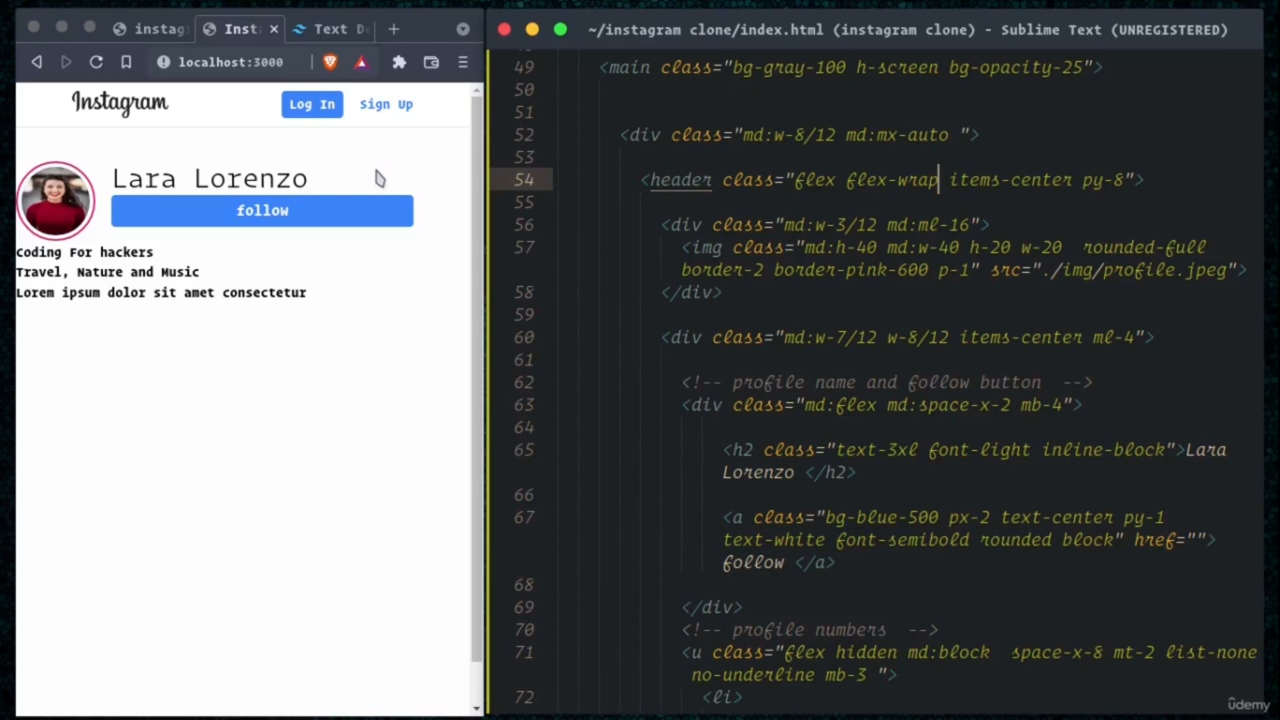 instag
Inst
Text De
localhost:3000
Instagram
Log In
Sign Up
Lara Lorenzo
follow
Coding For hackers
Travel, Nature and Music
Lorem ipsum dolor sit amet consectetur
~/instagram clone/index.html (instagram clone) - Sublime Text (UNREGISTERED)
49 <main class="bg-gray-100 h-screen bg-opacity-25">
50
51
52 <div class="md:w-8/12 md:mx-auto ">
53
54 <header class="flex flex-wrap items-center py-8">
55
56 <div class="md:w-3/12 md:ml-16">
57 <img class="md:h-40 md:w-40 h-20 w-20  rounded-full
border-2 border-pink-600 p-1" src="./img/profile.jpeg">
58 </div>
59
60 <div class="md:w-7/12 w-8/12 items-center ml-4">
61
62 <!-- profile name and follow button  -->
63 <div class="md:flex md:space-x-2 mb-4">
64
65 <h2 class="text-3xl font-light inline-block">Lara
Lorenzo </h2>
66
67 <a class="bg-blue-500 px-2 text-center py-1
text-white font-semibold rounded block" href="">
follow </a>
68
69 </div>
70 <!-- profile numbers  -->
71 <u class="flex hidden md:block  space-x-8 mt-2 list-none
no-underline mb-3 ">
72 <li>
ûdemy